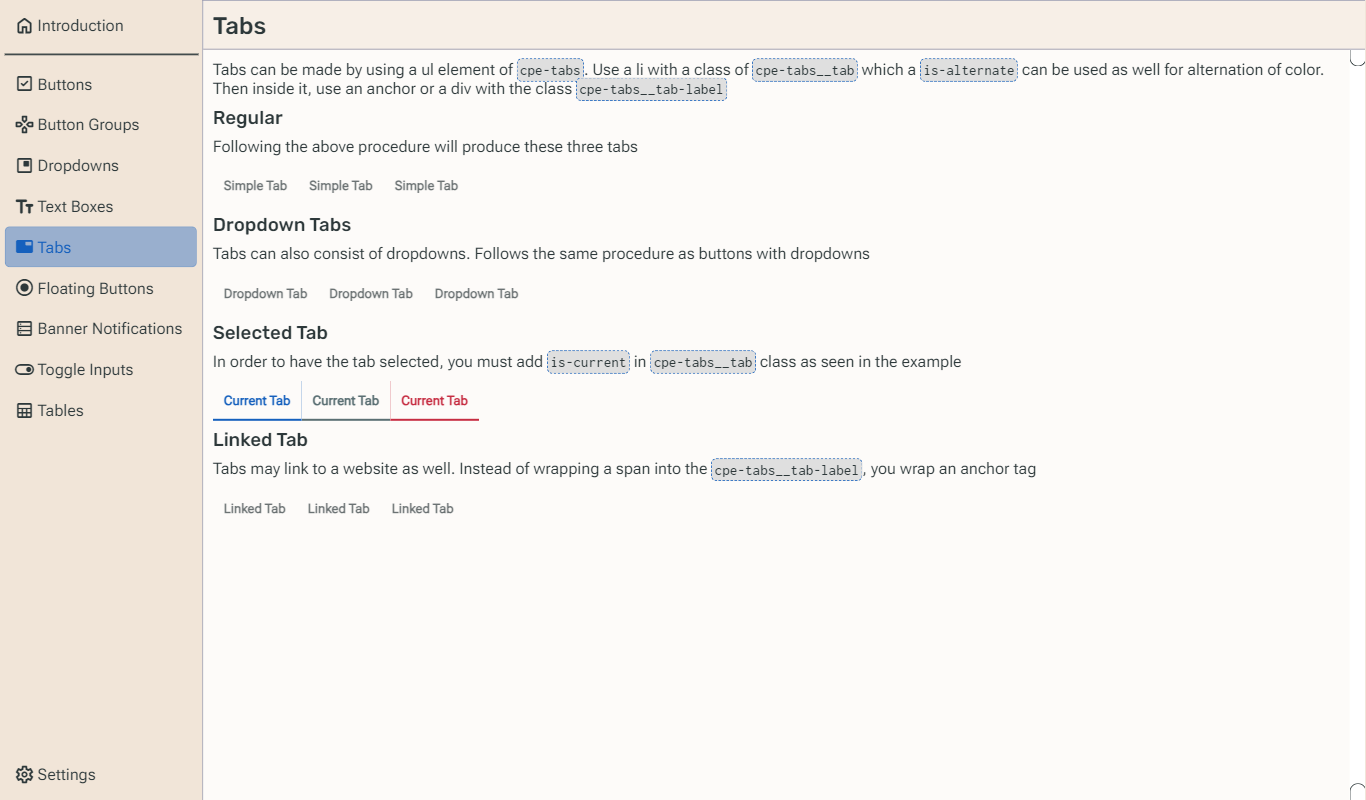 Introduction
Buttons
Button Groups
Dropdowns
Text Boxes
Tabs
Floating Buttons
Banner Notifications
Toggle Inputs
Tables
Settings
Tabs
Tabs can be made by using a ul element of cpe-tabs. Use a li with a class of cpe-tabs__tab which a is-alternate can be used as well for alternation of color.
Then inside it, use an anchor or a div with the class cpe-tabs__tab-label
Regular
Following the above procedure will produce these three tabs
Simple Tab Simple Tab Simple Tab
Dropdown Tabs
Tabs can also consist of dropdowns. Follows the same procedure as buttons with dropdowns
Dropdown Tab Dropdown Tab Dropdown Tab
Selected Tab
In order to have the tab selected, you must add is-current in cpe-tabs__tab class as seen in the example
Current Tab Current Tab Current Tab
Linked Tab
Tabs may link to a website as well. Instead of wrapping a span into the cpe-tabs__tab-label, you wrap an anchor tag
Linked Tab Linked Tab Linked Tab